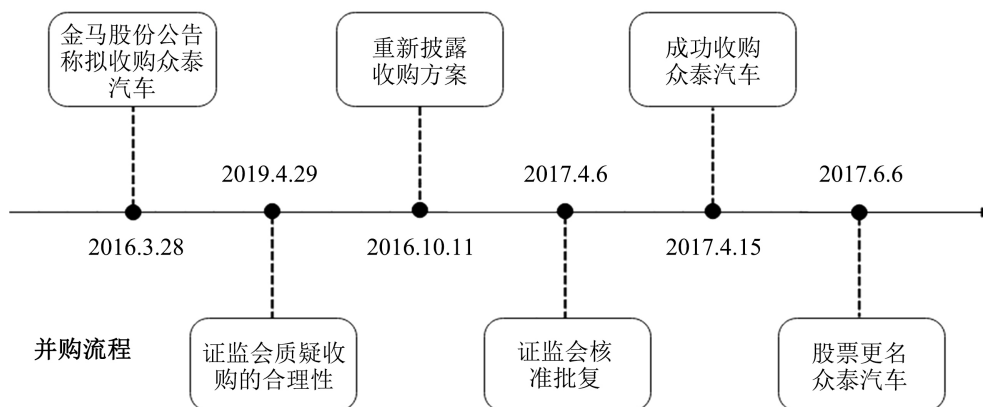 金马股份公告
称拟收购众泰
汽车
重新披露
收购方案
成功收购
众泰汽车
2019.4.29
2017.4.6
2017.6.6
2016.3.28
2016.10.11
2017.4.15
并购流程
证监会质疑收
购的合理性
证监会核
准批复
股票更名
众泰汽车